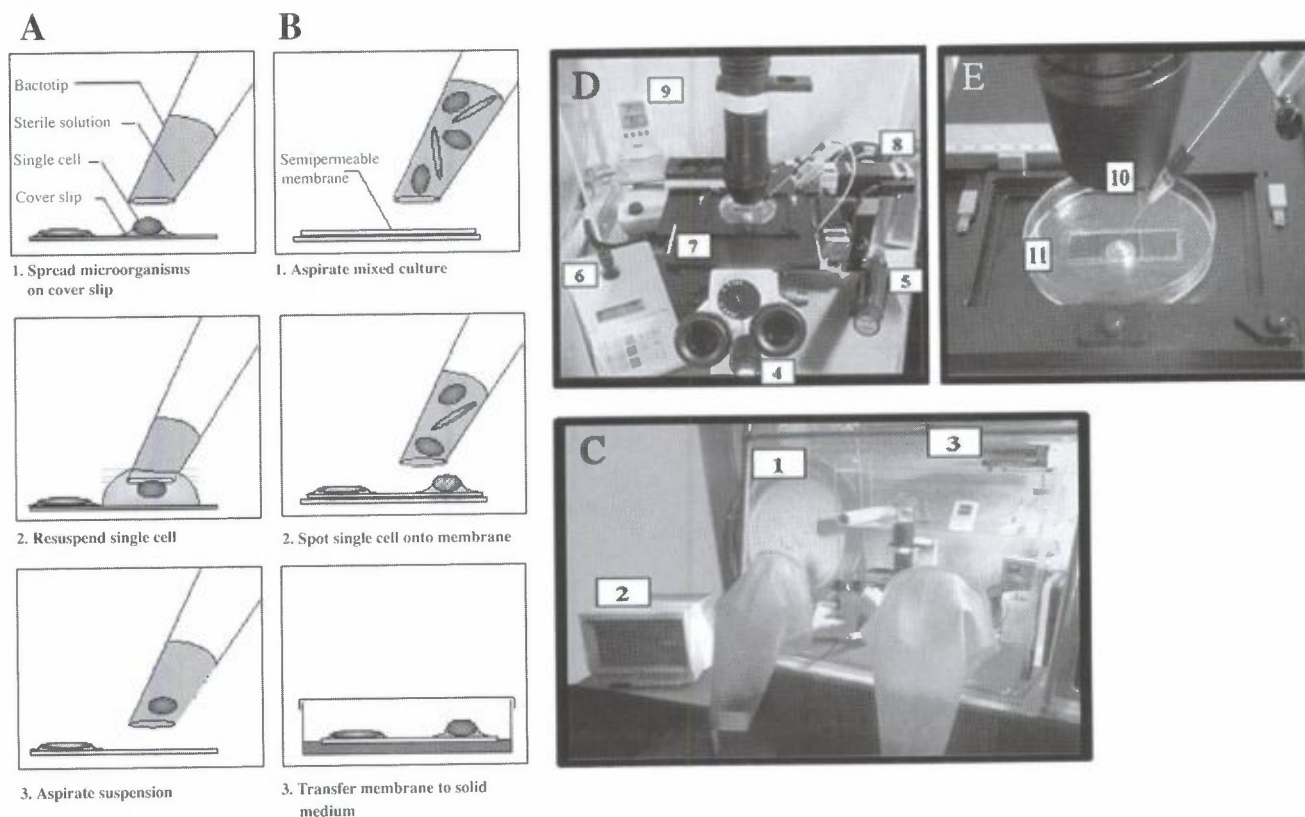 A
Bactotip
Sterile solution
Single cell
Cover slip
1. Spread microorganisms
on cover slip
2. Resuspend single cell
3. Aspirate suspension
B
Semipermeable
membrane
1. Aspirate mixed culture
2. Spot single cell onto membrane
3. Transfer membrane to solid
medium
D
9
8
7
6
5
4
E
10
11
C
1
3
2